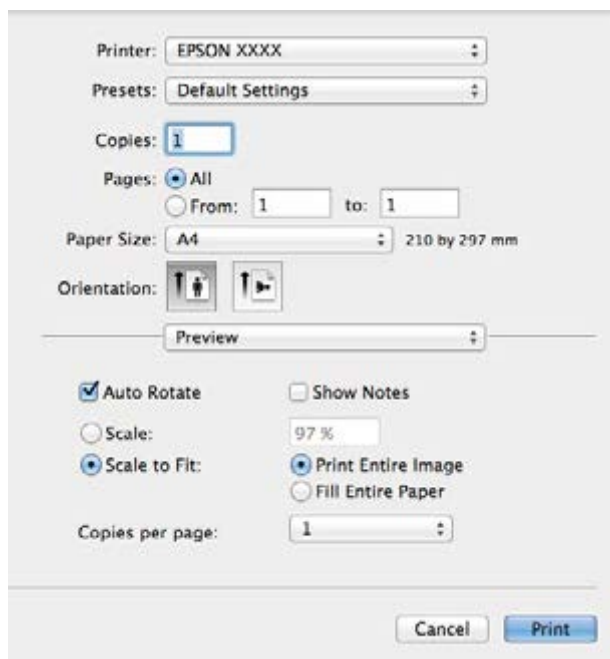 Printer: EPSON XXXX
Presets: Default Settings
Copies: 1
Pages: All
From: 1 to: 1
Paper Size: A4 210 by 297 mm
Orientation:
Preview
Auto Rotate Show Notes
Scale: 97 %
Scale to Fit: Print Entire Image
Fill Entire Paper
Copies per page: 1
Cancel Print